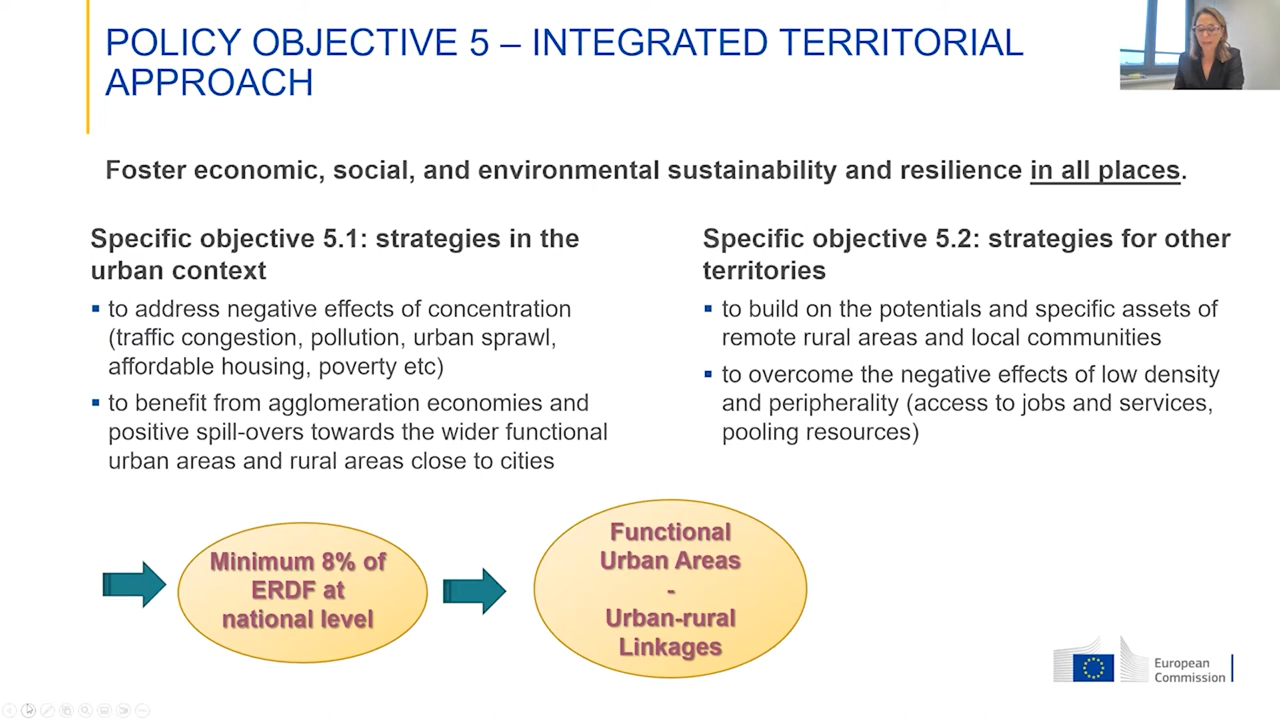 POLICY OBJECTIVE 5 – INTEGRATED TERRITORIAL
APPROACH
Foster economic, social, and environmental sustainability and resilience in all places.
Specific objective 5.1: strategies in the
urban context
▪ to address negative effects of concentration
(traffic congestion, pollution, urban sprawl,
affordable housing, poverty etc)
▪ to benefit from agglomeration economies and
positive spill-overs towards the wider functional
urban areas and rural areas close to cities
Specific objective 5.2: strategies for other
territories
▪ to build on the potentials and specific assets of
remote rural areas and local communities
▪ to overcome the negative effects of low density
and peripherality (access to jobs and services,
pooling resources)
Minimum 8% of
ERDF at
national level
Functional
Urban Areas
-
Urban-rural
Linkages
European
Commission